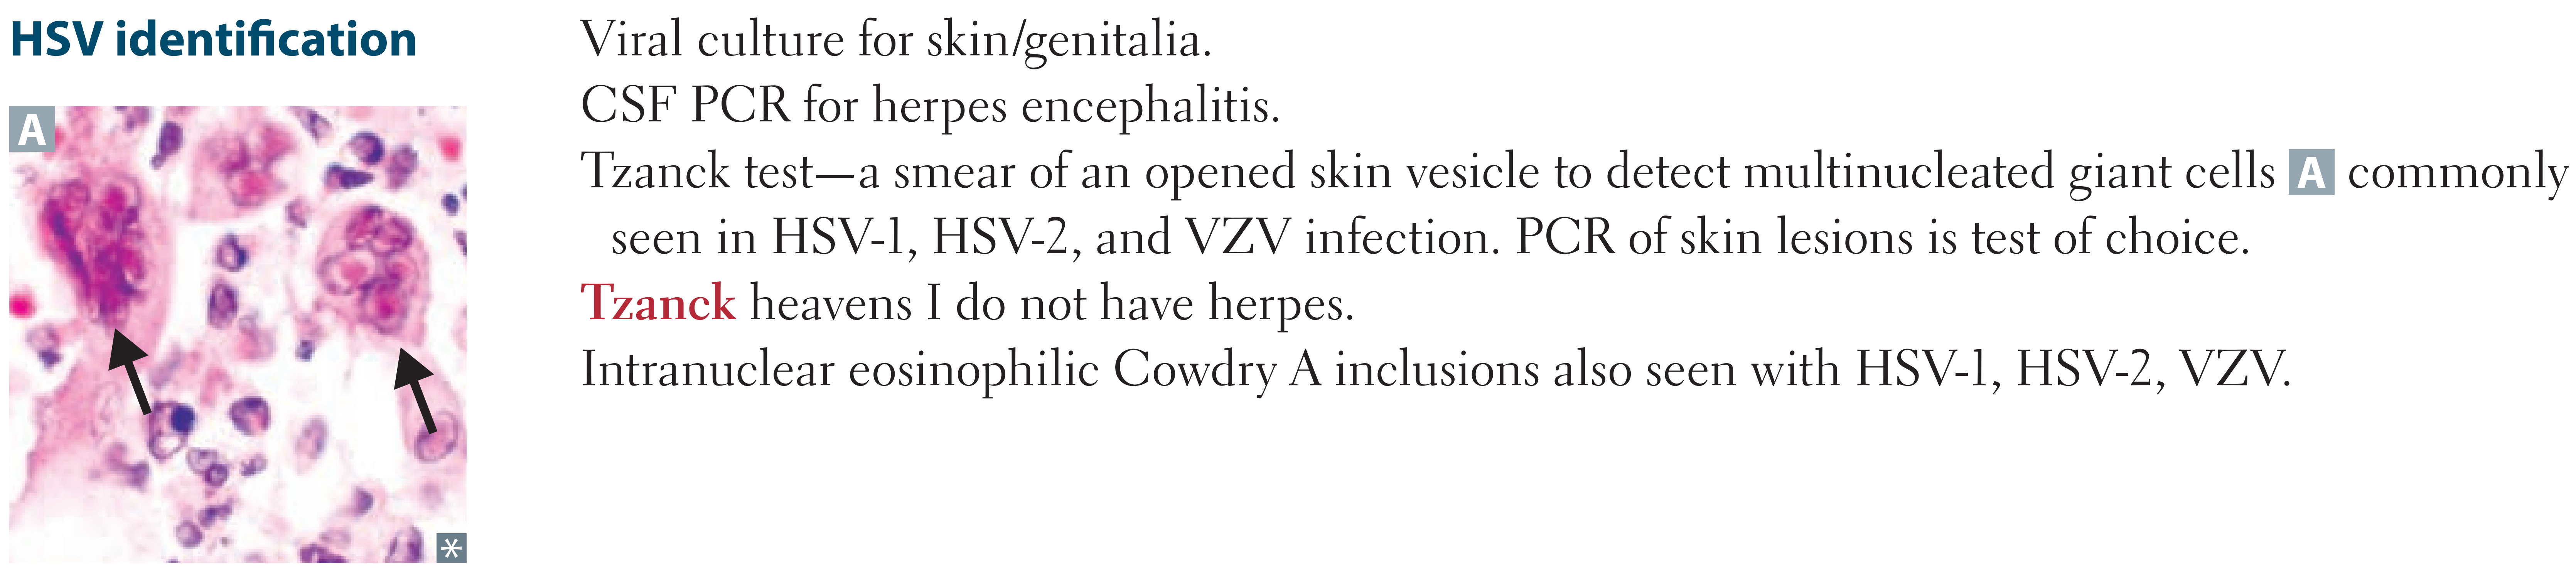 HSV identification
A
Viral culture for skin/genitalia.
CSF PCR for herpes encephalitis.
Tzanck test—a smear of an opened skin vesicle to detect multinucleated giant cells A commonly
seen in HSV-1, HSV-2, and VZV infection. PCR of skin lesions is test of choice.
Tzanck heavens I do not have herpes.
Intranuclear eosinophilic Cowdry A inclusions also seen with HSV-1, HSV-2, VZV.
*